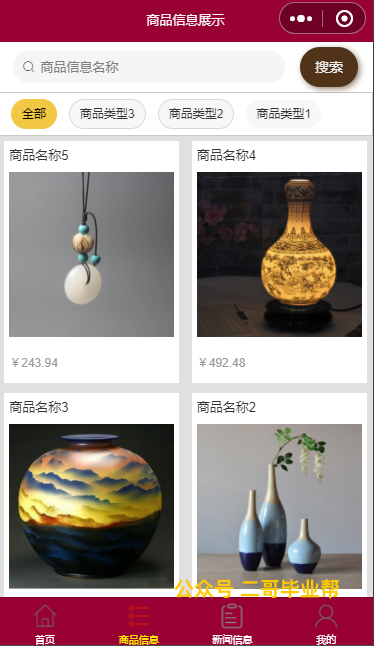 商品信息展示
商品信息名称
搜索
全部 商品类型3 商品类型2 商品类型1
商品名称5 商品名称4
￥243.94 ￥492.48
商品名称3 商品名称2
公众号 二哥毕业帮
首页 商品信息 新闻信息 我的